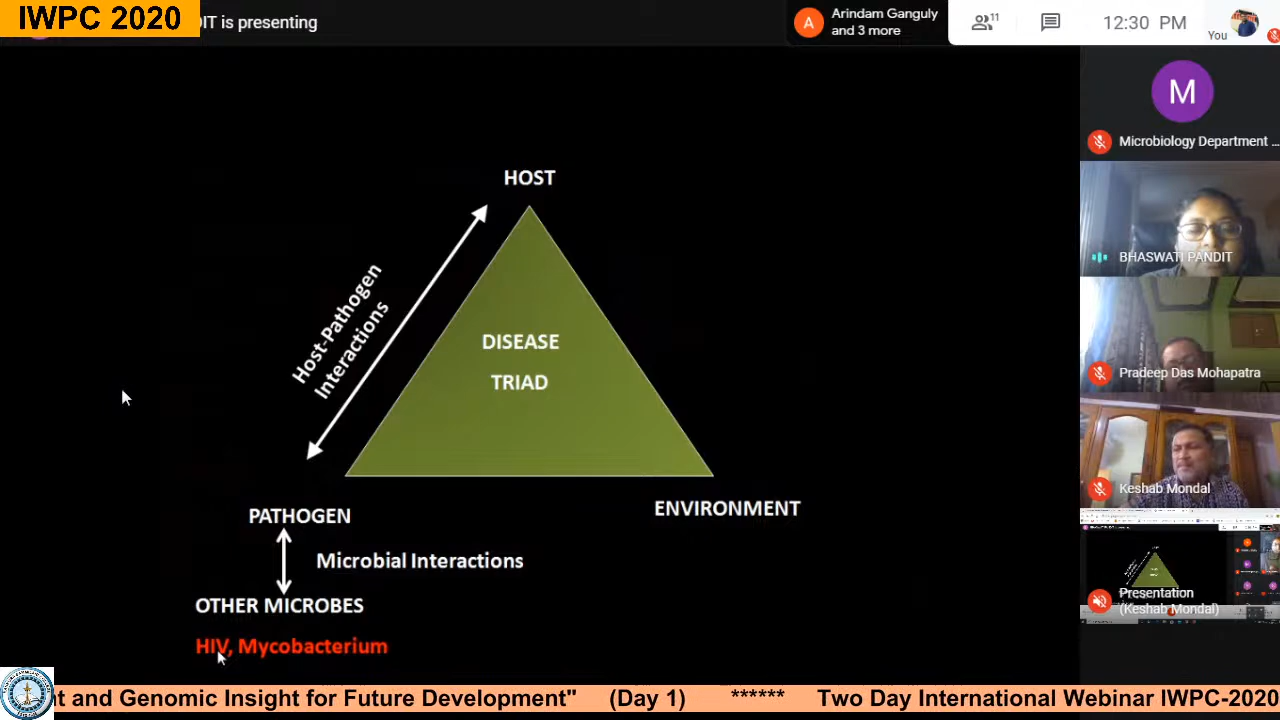 IWPC 2020
DIT is presenting
A
Arindam Ganguly
and 3 more
11
12:30 PM
You
M
Microbiology Department ...
BHASWATI PANDIT
Pradeep Das Mohapatra
Keshab Mondal
Presentation
(Keshab Mondal)
HOST
Host-Pathogen
Interactions
DISEASE
TRIAD
PATHOGEN
ENVIRONMENT
Microbial Interactions
OTHER MICROBES
HIV, Mycobacterium
t and Genomic Insight for Future Development" (Day 1) ****** Two Day International Webinar IWPC-2020